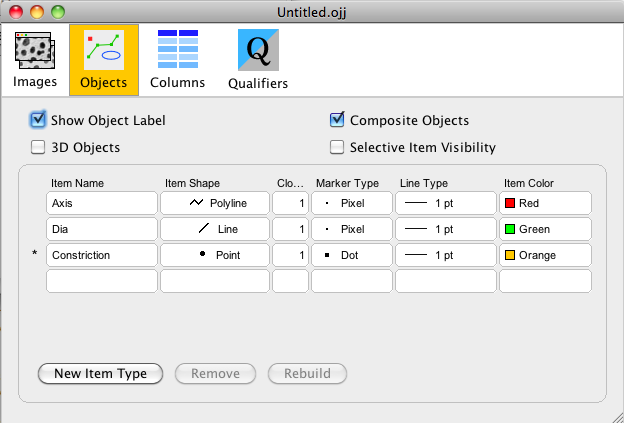 Untitled.ojj
Images Objects Columns Q Qualifiers
Show Object Label Composite Objects
3D Objects Selective Item Visibility
Item Name Item Shape Clo... Marker Type Line Type Item Color
Axis Polyline 1 Pixel 1 pt Red
Dia Line 1 Pixel 1 pt Green
* Constriction Point 1 Dot 1 pt Orange
New Item Type Remove Rebuild